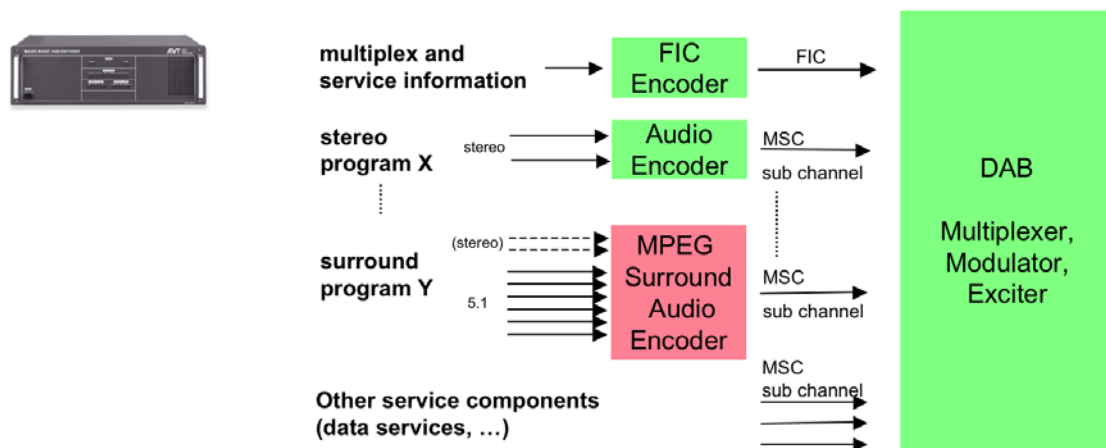 AVT
multiplex and
service information
FIC
Encoder
FIC
stereo
program X
stereo
Audio
Encoder
MSC
sub channel
surround
program Y
(stereo)
5.1
MPEG
Surround
Audio
Encoder
MSC
sub channel
Other service components
(data services, ...)
MSC
sub channel
DAB
Multiplexer,
Modulator,
Exciter